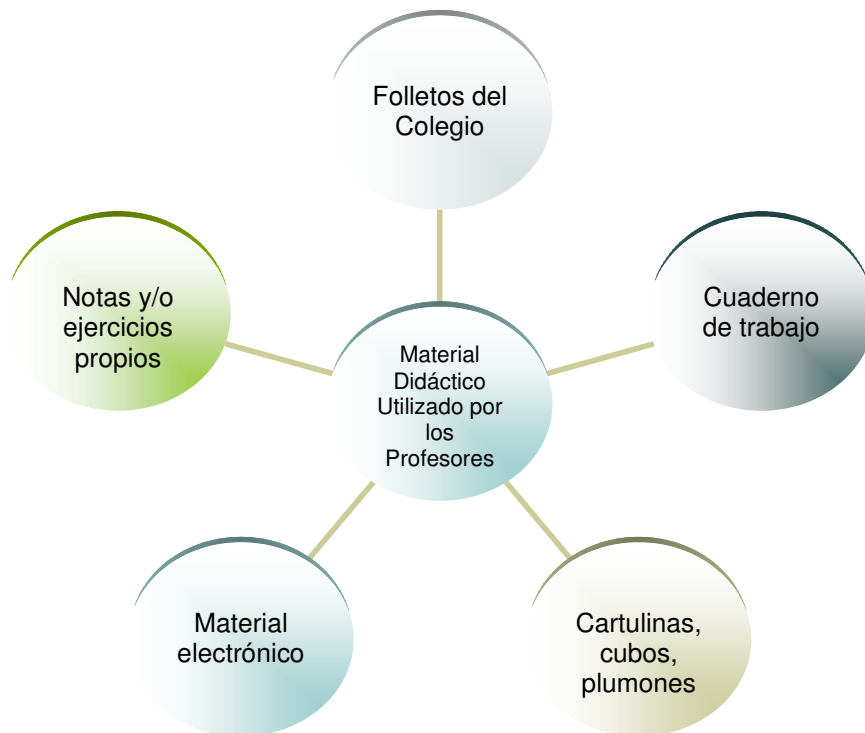 Folletos del
Colegio
Notas y/o
ejercicios
propios
Cuaderno
de trabajo
Material
Didáctico
Utilizado por
los
Profesores
Material
electrónico
Cartulinas,
cubos,
plumones